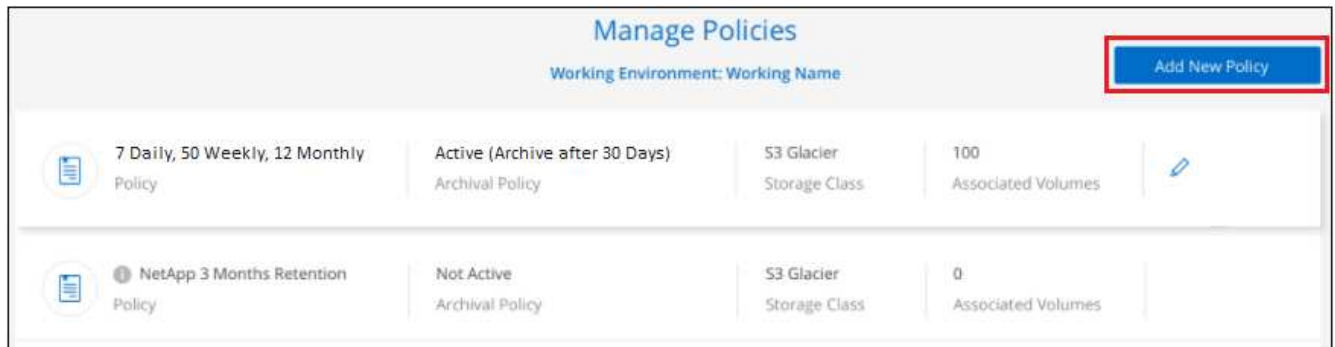 Manage Policies
Working Environment: Working Name
Add New Policy
7 Daily, 50 Weekly, 12 Monthly
Policy
Active (Archive after 30 Days)
Archival Policy
S3 Glacier
Storage Class
100
Associated Volumes
NetApp 3 Months Retention
Policy
Not Active
Archival Policy
S3 Glacier
Storage Class
0
Associated Volumes